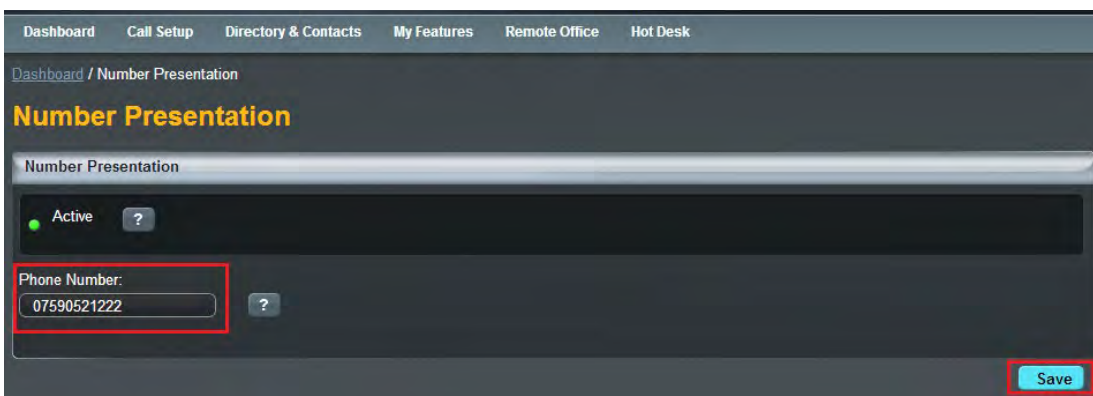 Dashboard Call Setup Directory & Contacts My Features Remote Office Hot Desk
Dashboard / Number Presentation
Number Presentation
Number Presentation
Active ?
Phone Number:
07590521222 ?
Save